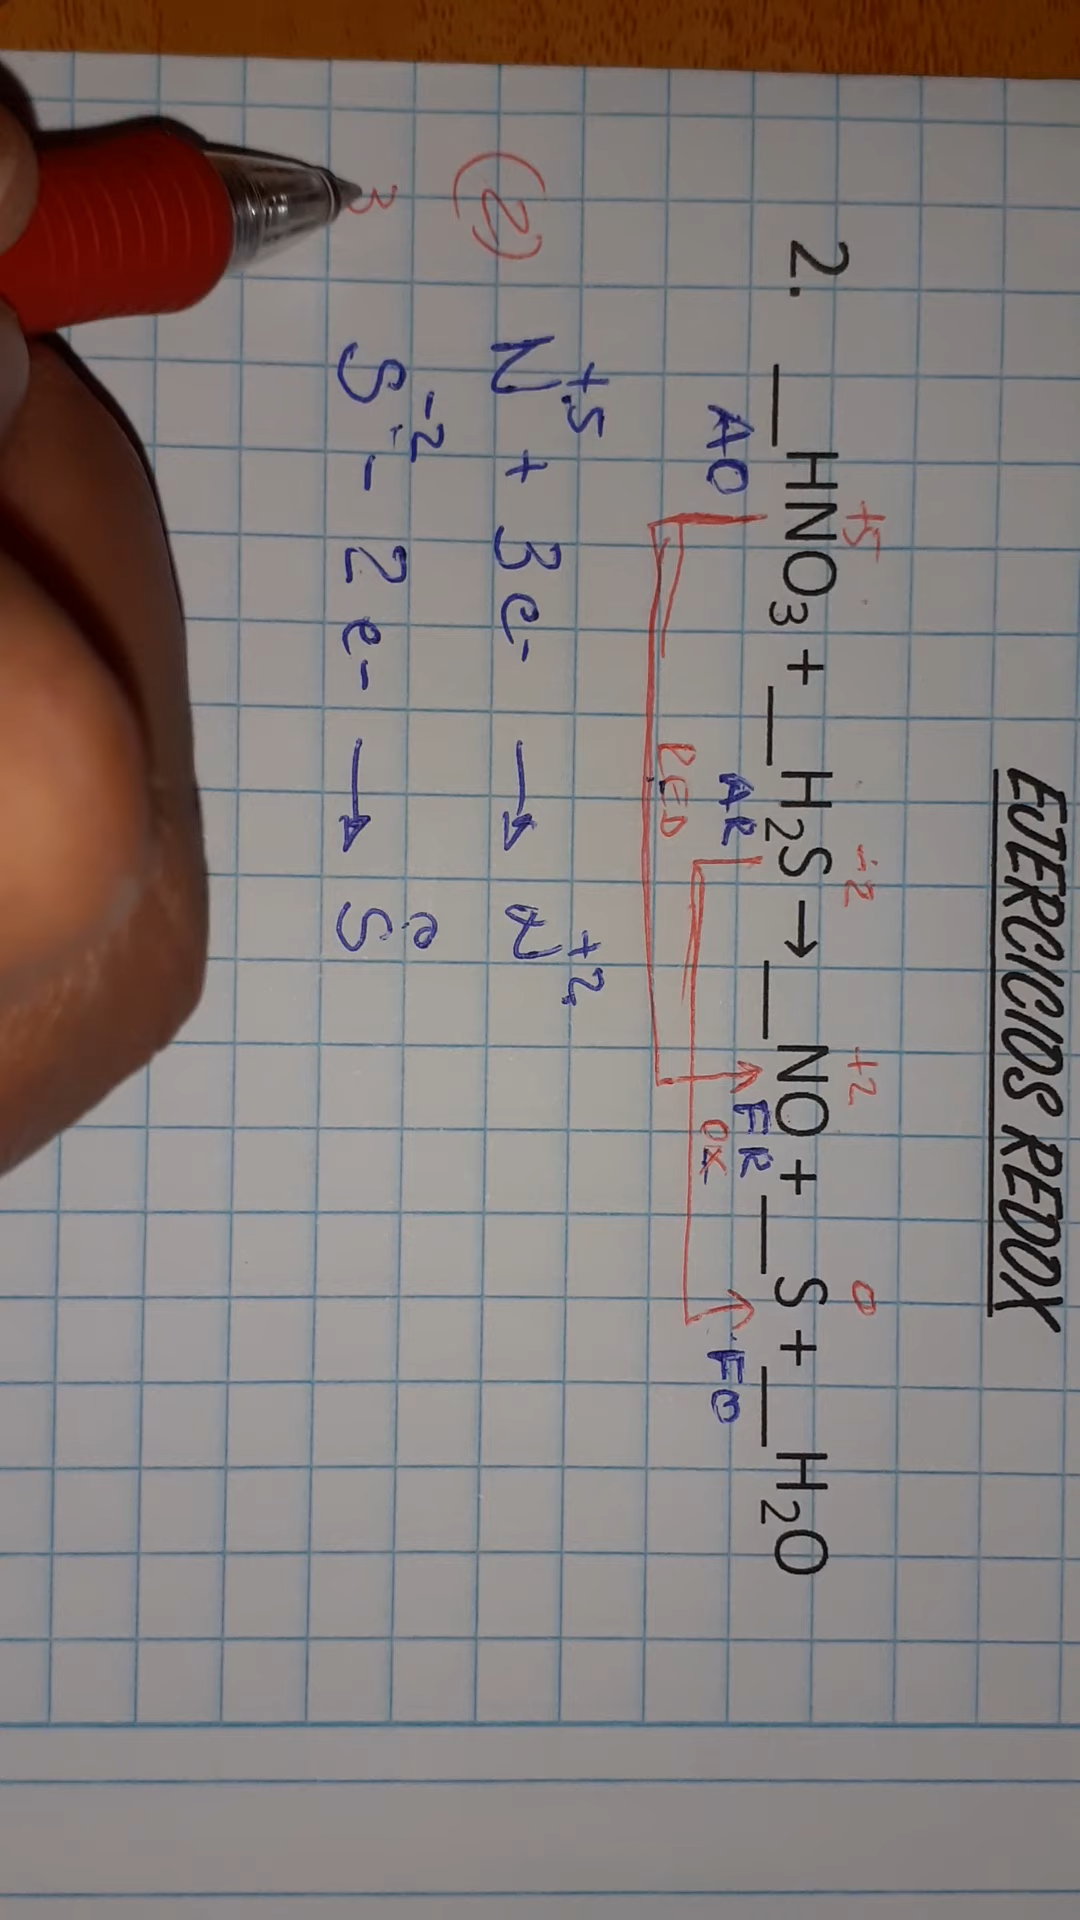 EJERCICIOS REDOX
+5 -2 +2 0
2. __HNO₃ + __H₂S → __NO + __S + __H₂O
AO AR FR FO
RED OX
(2) N⁺⁵ + 3e- → N⁺²
3 S⁻² - 2e- → S⁰